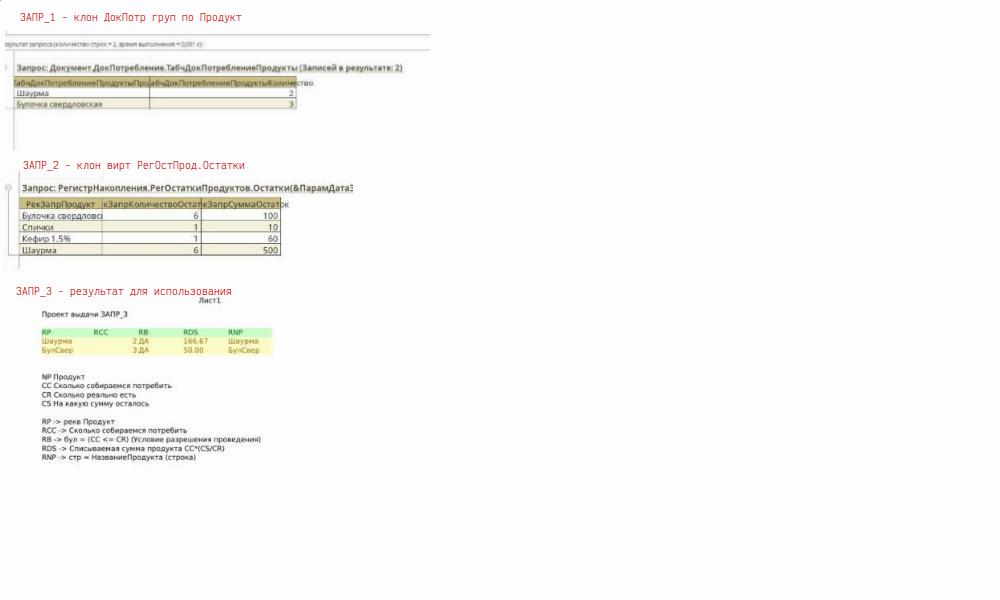 ЗАПР_1 - клон ДокПотр груп по Продукт
зультат запроса (количество строк = 2, время выполнения = 0,001 с):
Запрос: Документ.ДокПотребление.ТабчДокПотреблениеПродукты (Записей в результате: 2)
ТабчДокПотреблениеПродуктыПрод абчДокПотреблениеПродуктыКоличество
Шаурма 2
Булочка свердловская 3
ЗАПР_2 - клон вирт РегОстПрод.Остатки
Запрос: РегистрНакопления.РегОстаткиПродуктов.Остатки(&ПарамДатаЗ
РекЗапрПродукт кЗапрКоличествоОстат кЗапрСуммаОстаток
Булочка свердловс 6 100
Спички 1 10
Кефир 1.5% 1 60
Шаурма 6 500
ЗАПР_3 - результат для использования
Лист1
Проект выдачи ЗАПР_3
RP RCC RB RDS RNP
Шаурма 2 ДА 166.67 Шаурма
БулСвер 3 ДА 50.00 БулСвер
NP Продукт
CC Сколько собираемся потребить
CR Сколько реально есть
CS На какую сумму осталось
RP -> рекв Продукт
RCC -> Сколько собираемся потребить
RB -> бул = (CC <= CR) (Условие разрешения проведения)
RDS -> Списываемая сумма продукта CC*(CS/CR)
RNP -> стр = НазваниеПродукта (строка)